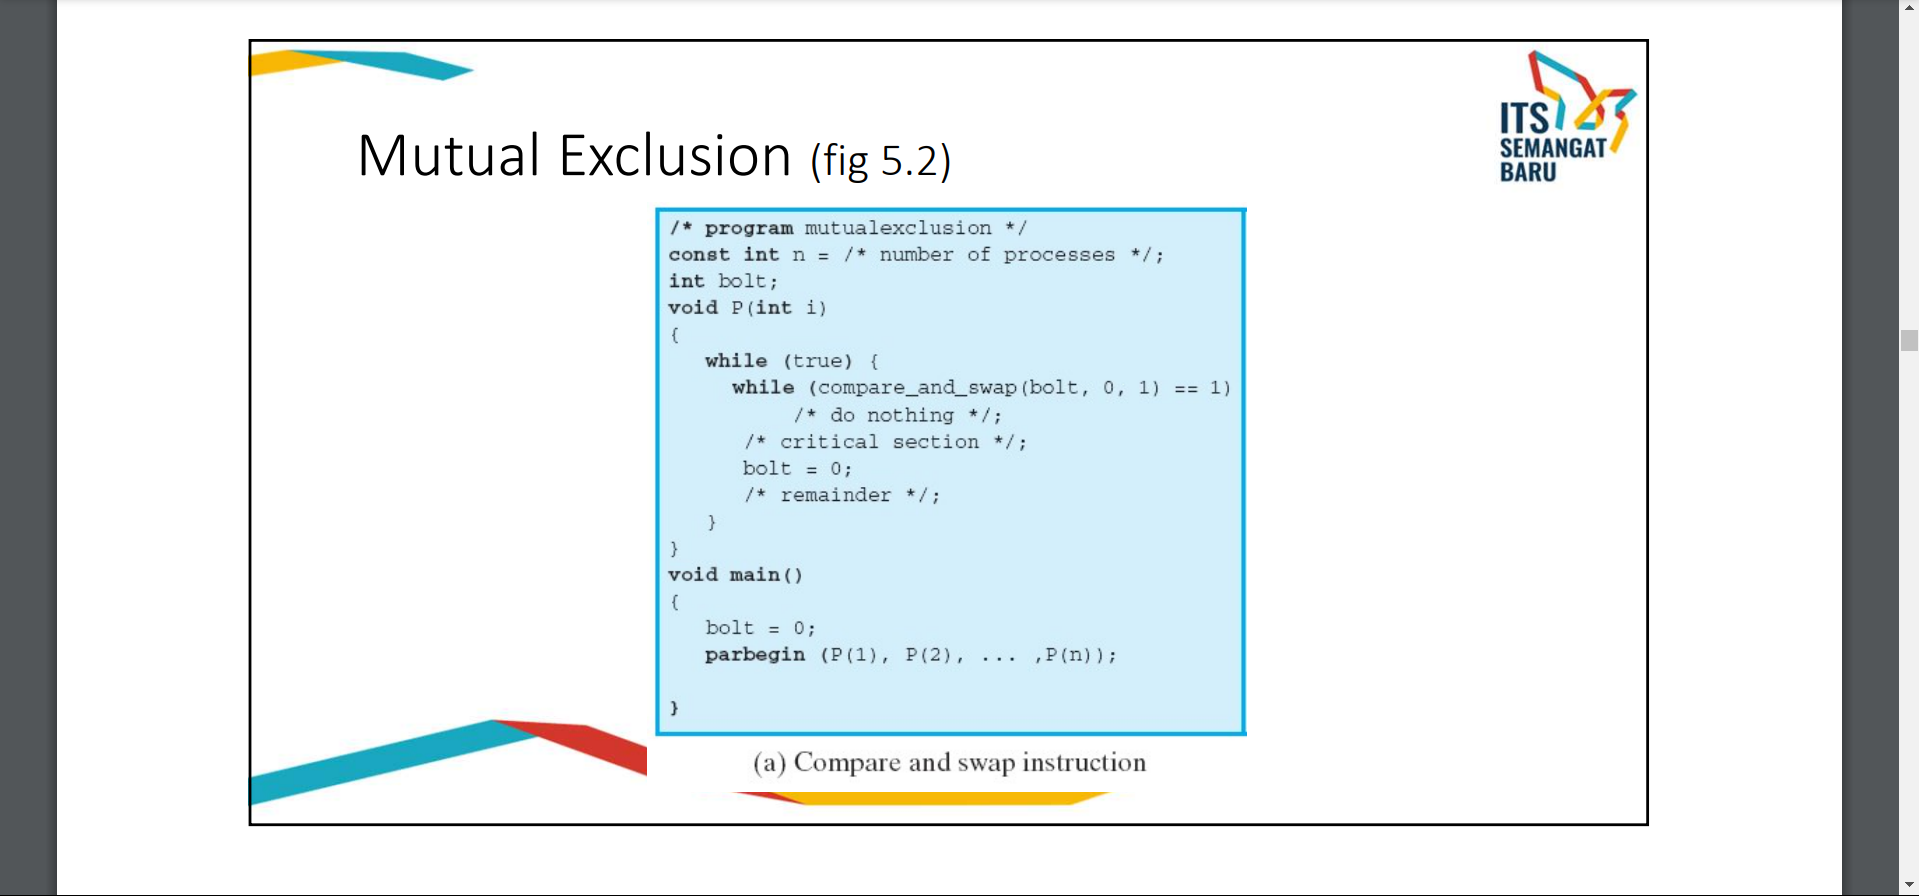 Mutual Exclusion (fig 5.2)
ITS
SEMANGAT
BARU
/* program mutualexclusion */
const int n = /* number of processes */;
int bolt;
void P(int i)
{
while (true) {
while (compare_and_swap(bolt, 0, 1) == 1)
/* do nothing */;
/* critical section */;
bolt = 0;
/* remainder */;
}
}
void main()
{
bolt = 0;
parbegin (P(1), P(2), ... ,P(n));
}
(a) Compare and swap instruction